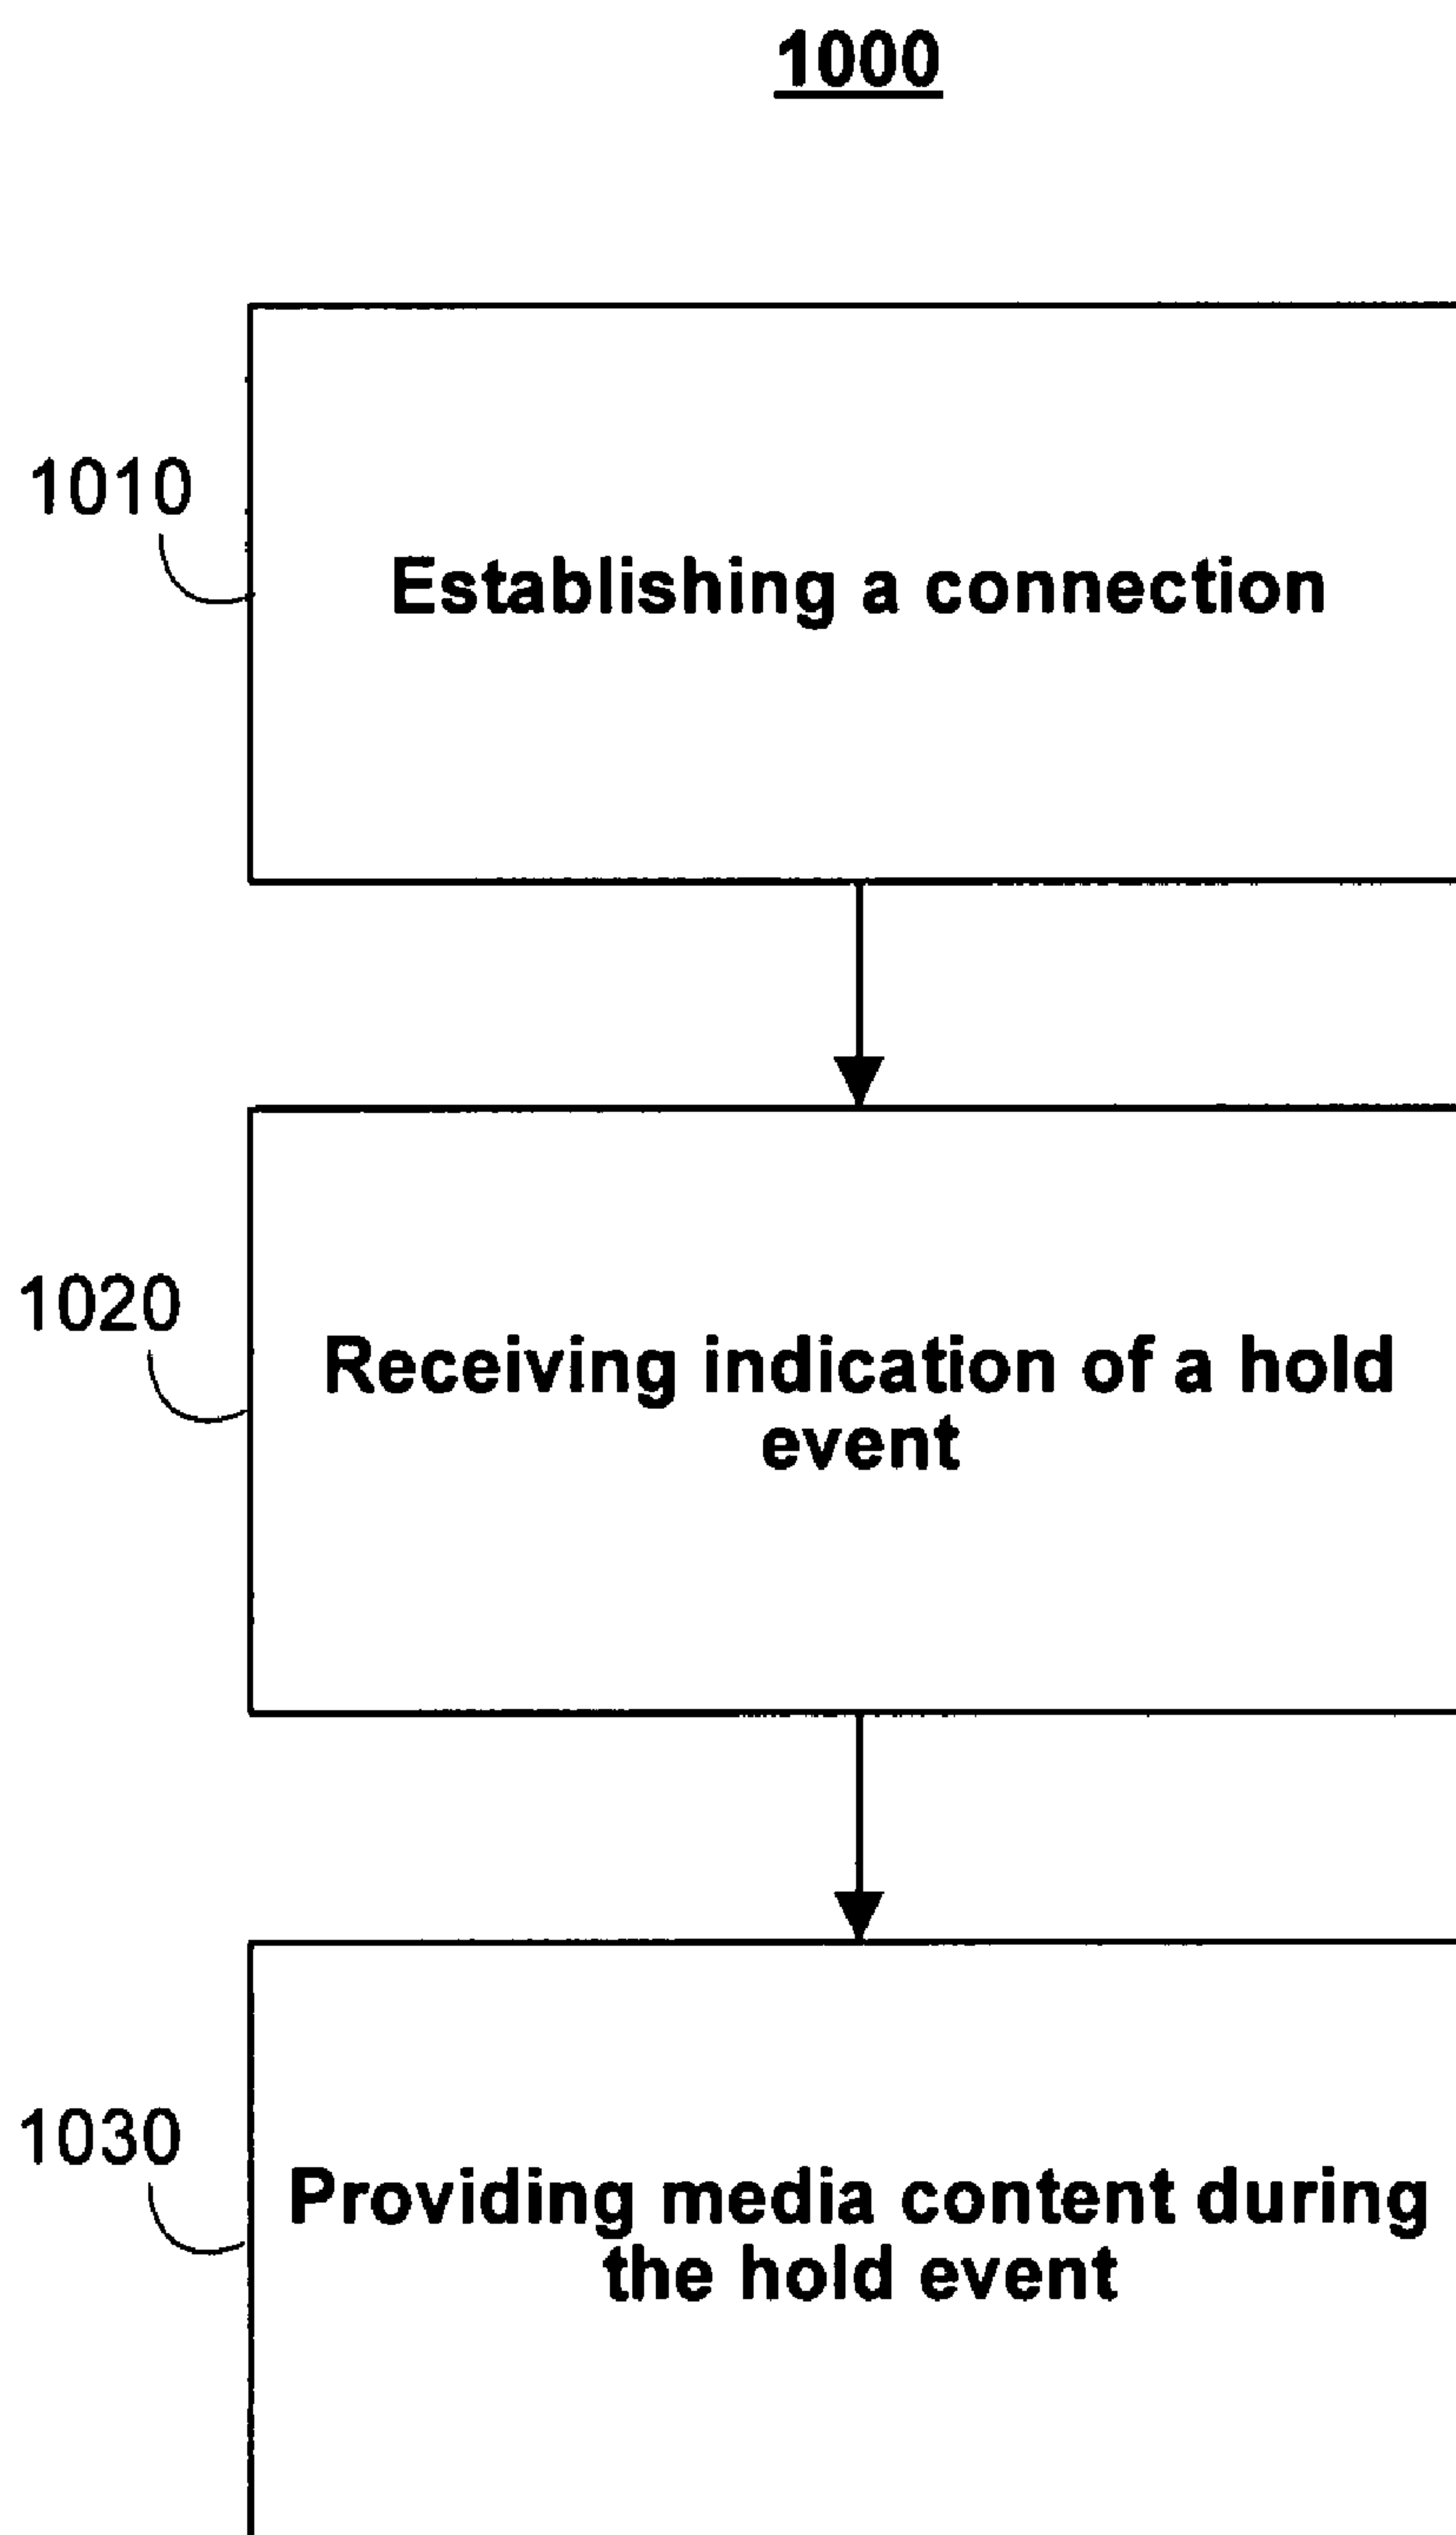 1000
1010
Establishing a connection
1020
Receiving indication of a hold
event
1030
Providing media content during
the hold event